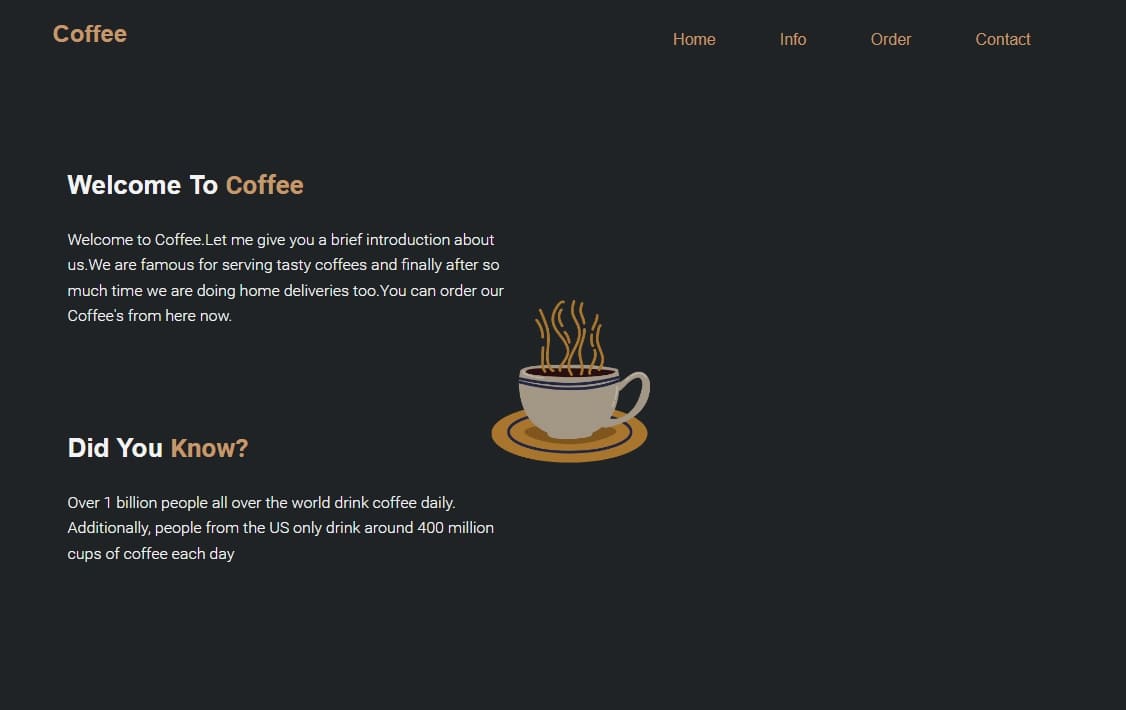 Coffee
Home Info Order Contact
Welcome To Coffee
Welcome to Coffee.Let me give you a brief introduction about
us.We are famous for serving tasty coffees and finally after so
much time we are doing home deliveries too.You can order our
Coffee's from here now.
Did You Know?
Over 1 billion people all over the world drink coffee daily.
Additionally, people from the US only drink around 400 million
cups of coffee each day